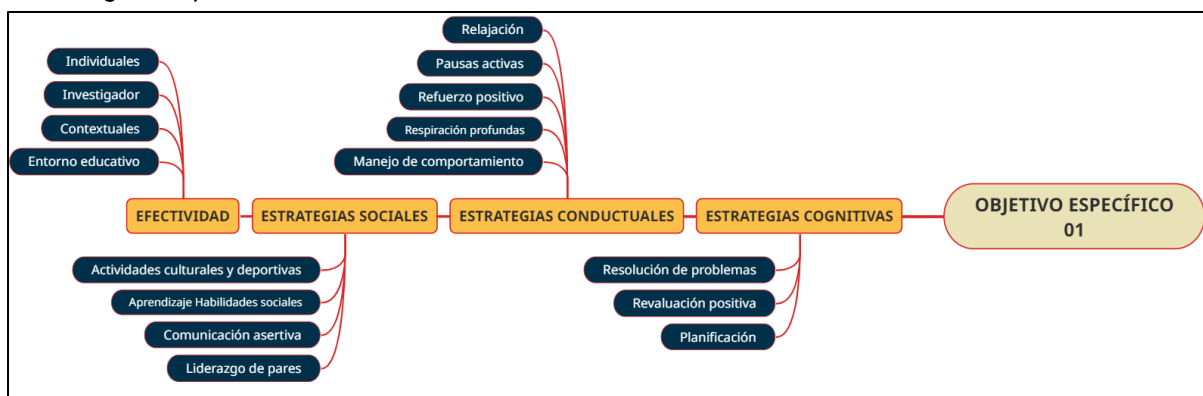 Relajación
Individuales
Pausas activas
Investigador
Refuerzo positivo
Contextuales
Respiración profundas
Entorno educativo
Manejo de comportamiento
EFECTIVIDAD
ESTRATEGIAS SOCIALES
ESTRATEGIAS CONDUCTUALES
ESTRATEGIAS COGNITIVAS
OBJETIVO ESPECÍFICO
01
Actividades culturales y deportivas
Resolución de problemas
Aprendizaje Habilidades sociales
Revaluación positiva
Comunicación asertiva
Planificación
Liderazgo de pares